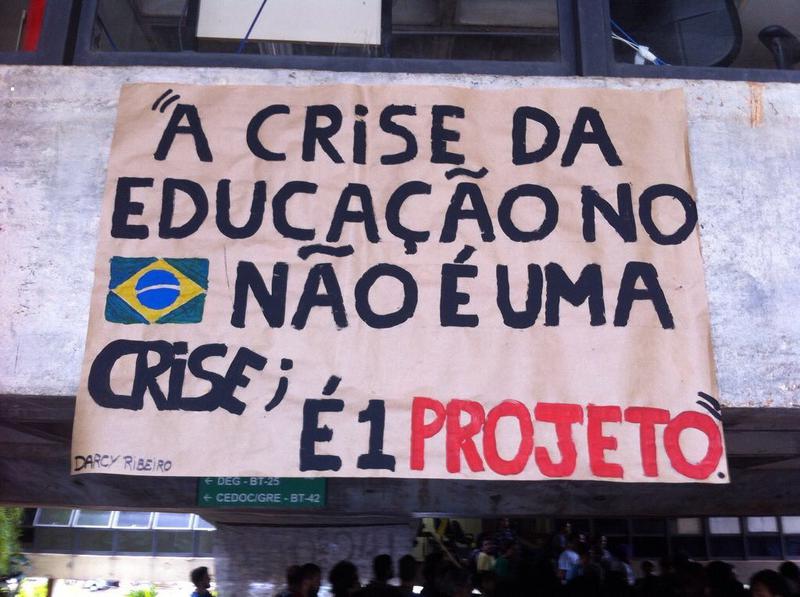 "A CRiSE DA
EDUCAÇÃO NO
NÃO É UMA
CRiSE;
É 1 PROJETO".
DARCY RIBEIRO
← DEG - BT-25
← CEDOC/GRE - BT-42